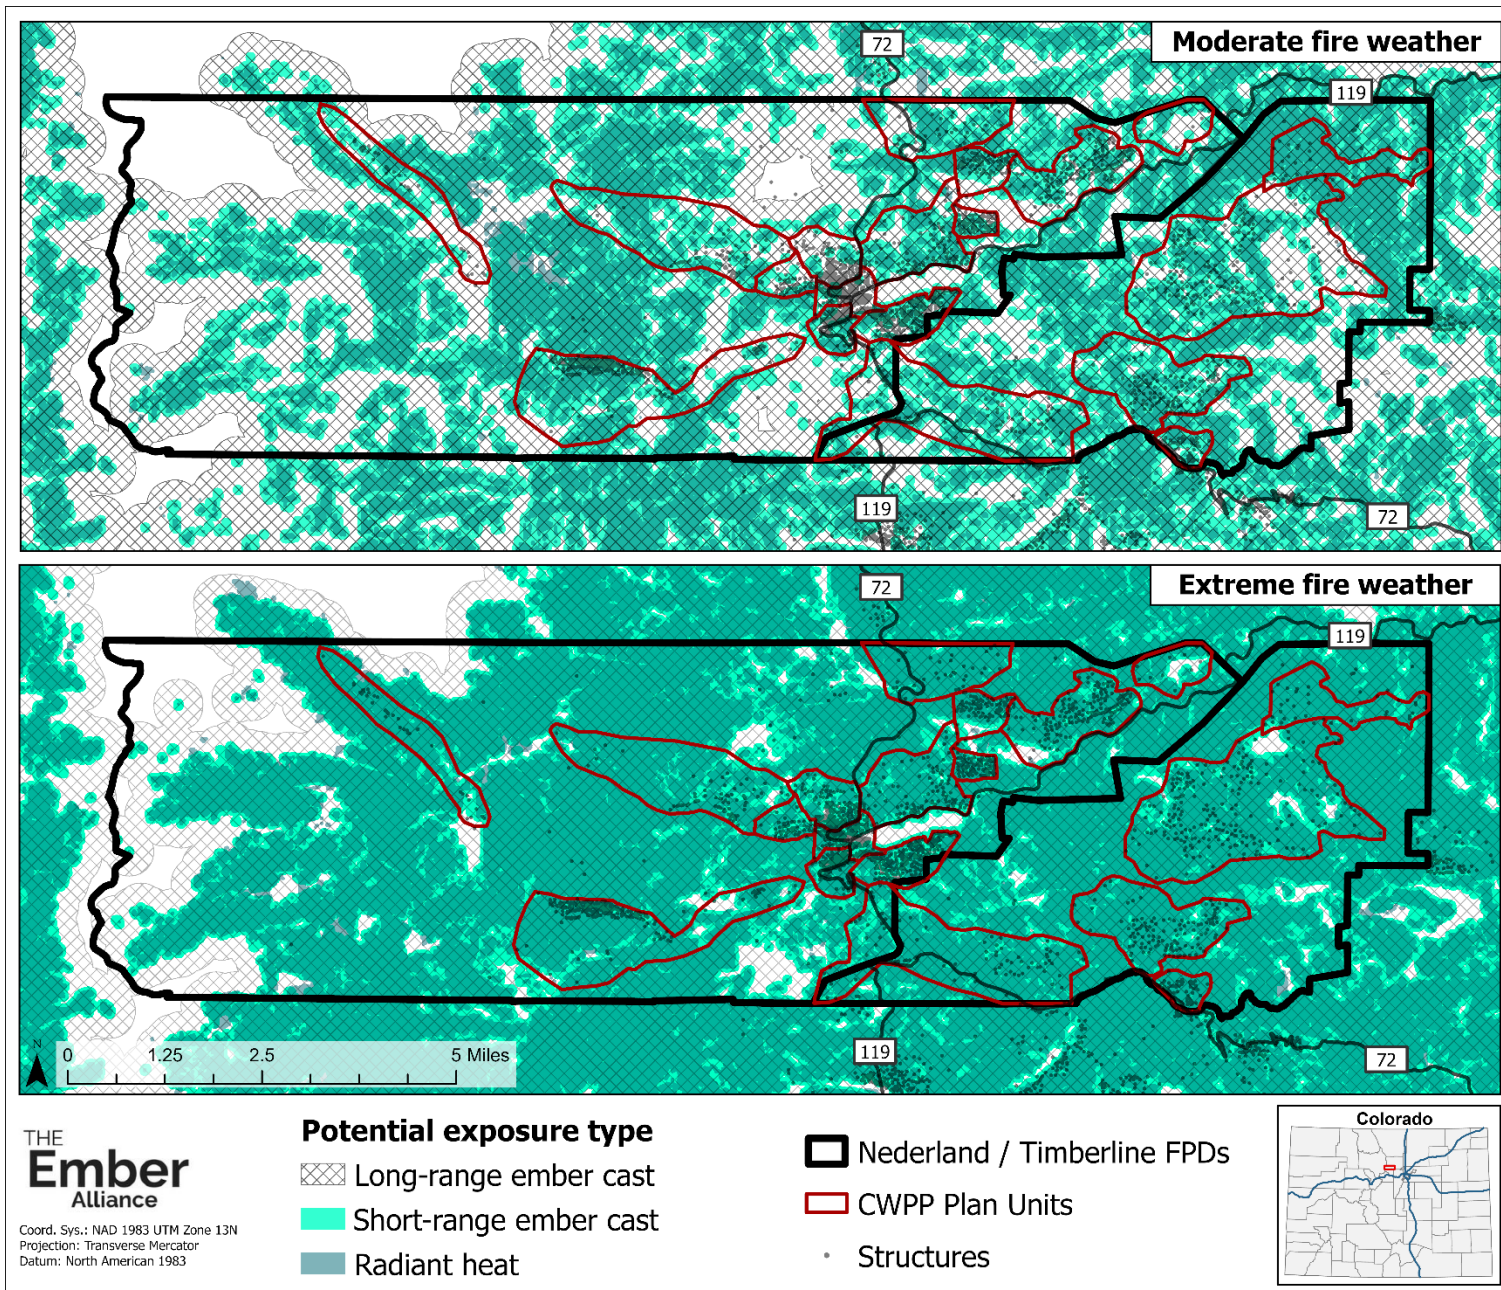 Moderate fire weather
72
119
119
72
Extreme fire weather
72
119
119
72
N
0 1.25 2.5 5 Miles
THE
Ember
Alliance
Coord. Sys.: NAD 1983 UTM Zone 13N
Projection: Transverse Mercator
Datum: North American 1983
Potential exposure type
Long-range ember cast
Short-range ember cast
Radiant heat
Nederland / Timberline FPDs
CWPP Plan Units
Structures
Colorado